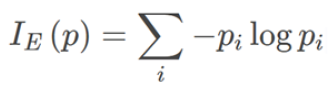 I_E (p) = ∑_i −p_i log p_i